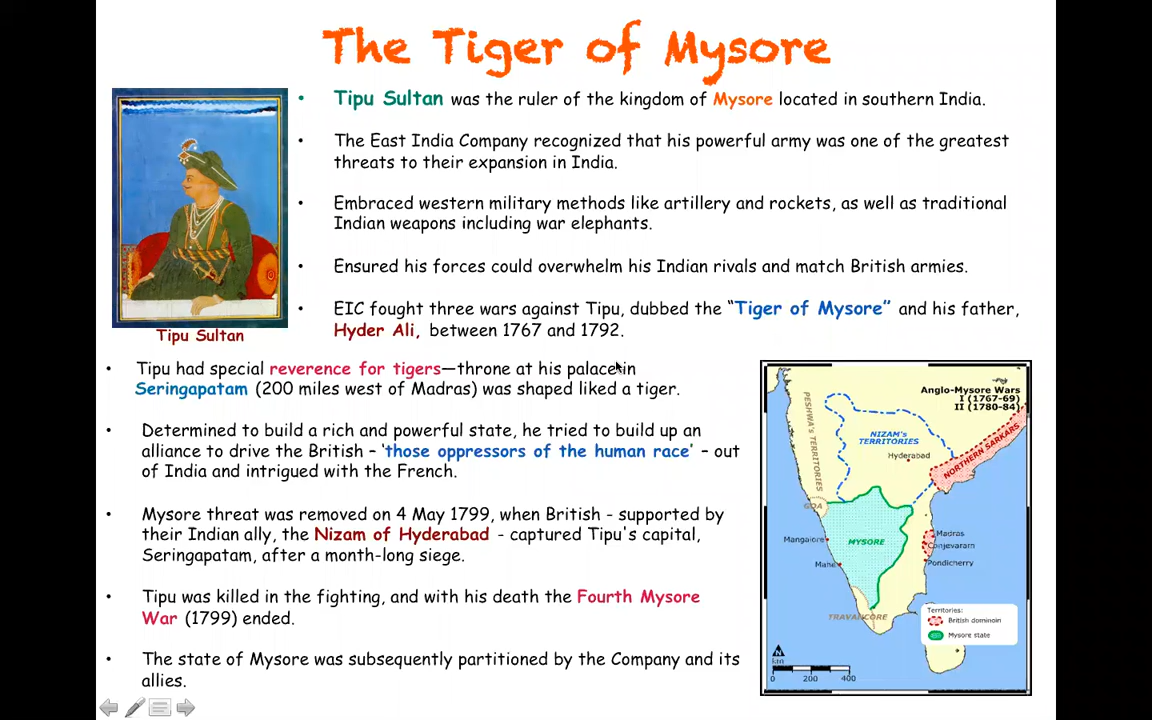 The Tiger of Mysore
• Tipu Sultan was the ruler of the kingdom of Mysore located in southern India.
• The East India Company recognized that his powerful army was one of the greatest
threats to their expansion in India.
• Embraced western military methods like artillery and rockets, as well as traditional
Indian weapons including war elephants.
• Ensured his forces could overwhelm his Indian rivals and match British armies.
• EIC fought three wars against Tipu, dubbed the “Tiger of Mysore” and his father,
Hyder Ali, between 1767 and 1792.
Tipu Sultan
• Tipu had special reverence for tigers—throne at his palace in
Seringapatam (200 miles west of Madras) was shaped liked a tiger.
• Determined to build a rich and powerful state, he tried to build up an
alliance to drive the British – ‘those oppressors of the human race’ – out
of India and intrigued with the French.
• Mysore threat was removed on 4 May 1799, when British - supported by
their Indian ally, the Nizam of Hyderabad - captured Tipu's capital,
Seringapatam, after a month-long siege.
• Tipu was killed in the fighting, and with his death the Fourth Mysore
War (1799) ended.
• The state of Mysore was subsequently partitioned by the Company and its
allies.
Anglo-Mysore Wars
I (1767-69)
II (1780-84)
PESHWA's TERRITORIES
NIZAM's
TERRITORIES
Hyderabad
NORTHERN SARKARS
GOA
Mangalore
MYSORE
Madras
Conjevaram
Mahe
Pondicherry
TRAVANCORE
Territories:
British dominoin
Mysore state
N
km
0 200 400